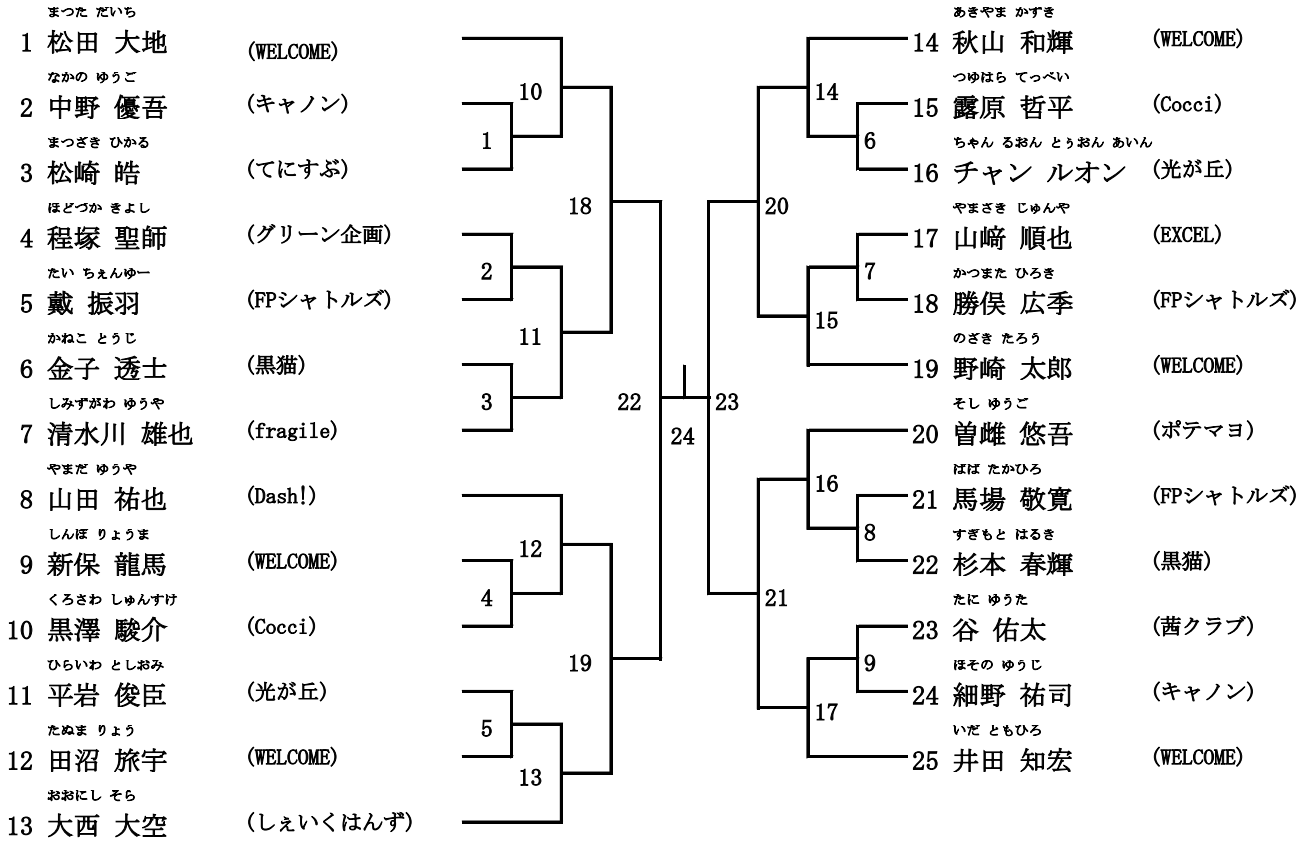 まつた だいち
1 松田 大地 (WELCOME)
なかの ゆうご
2 中野 優吾 (キャノン)
まつざき ひかる
3 松崎 皓 (てにすぶ)
ほどづか きよし
4 程塚 聖師 (グリーン企画)
たい ちぇんゆー
5 戴 振羽 (FPシャトルズ)
かねこ とうじ
6 金子 透士 (黒猫)
しみずがわ ゆうや
7 清水川 雄也 (fragile)
やまだ ゆうや
8 山田 祐也 (Dash!)
しんぼ りょうま
9 新保 龍馬 (WELCOME)
くろさわ しゅんすけ
10 黒澤 駿介 (Cocci)
ひらいわ としおみ
11 平岩 俊臣 (光が丘)
たぬま りょう
12 田沼 旅宇 (WELCOME)
おおにし そら
13 大西 大空 (しぇいくはんず)
10
1
18
2
11
3
22
12
4
19
5
13
24
14
6
20
7
15
23
16
8
21
9
17
あきやま かずき
14 秋山 和輝 (WELCOME)
つゆはら てっぺい
15 露原 哲平 (Cocci)
ちゃん るおん とぅおん あいん
16 チャン ルオン (光が丘)
やまさき じゅんや
17 山﨑 順也 (EXCEL)
かつまた ひろき
18 勝俣 広季 (FPシャトルズ)
のざき たろう
19 野崎 太郎 (WELCOME)
そし ゆうご
20 曽雌 悠吾 (ポテマヨ)
ばば たかひろ
21 馬場 敬寛 (FPシャトルズ)
すぎもと はるき
22 杉本 春輝 (黒猫)
たに ゆうた
23 谷 佑太 (茜クラブ)
ほその ゆうじ
24 細野 祐司 (キャノン)
いだ ともひろ
25 井田 知宏 (WELCOME)